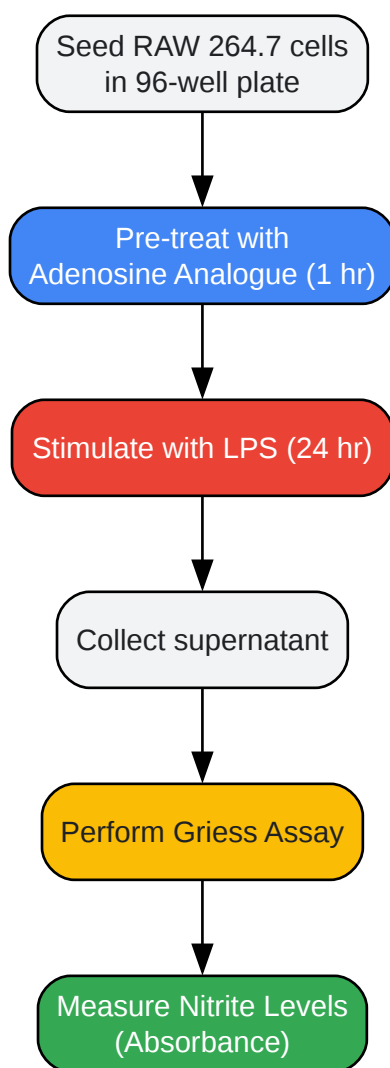 Seed RAW 264.7 cells
in 96-well plate
Pre-treat with
Adenosine Analogue (1 hr)
Stimulate with LPS (24 hr)
Collect supernatant
Perform Griess Assay
Measure Nitrite Levels
(Absorbance)